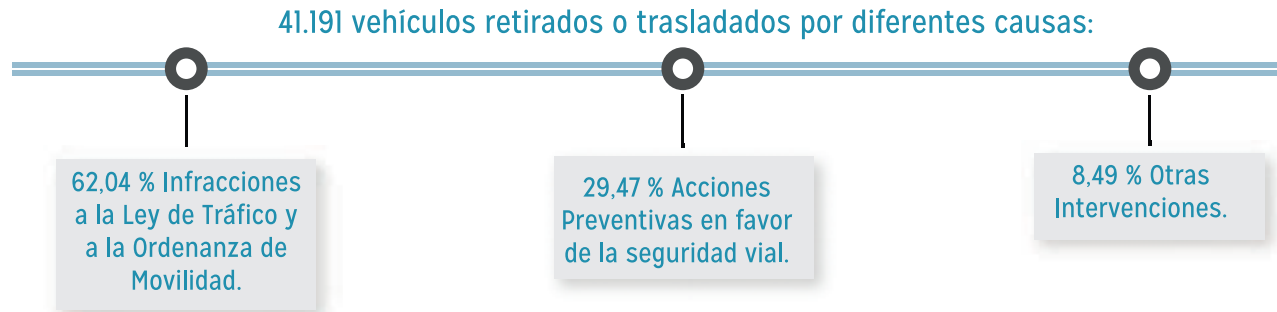 41.191 vehículos retirados o trasladados por diferentes causas:
62,04 % Infracciones
a la Ley de Tráfico y
a la Ordenanza de
Movilidad.
29,47 % Acciones
Preventivas en favor
de la seguridad vial.
8,49 % Otras
Intervenciones.